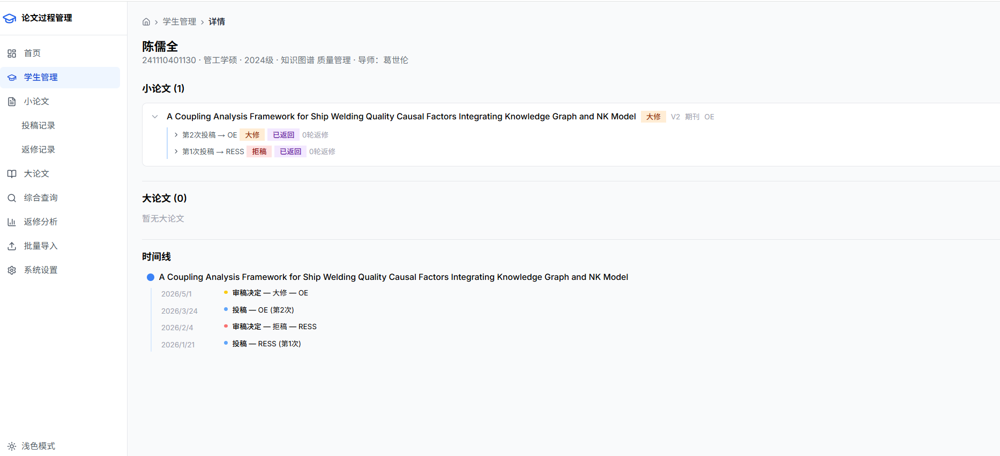 论文过程管理
首页
学生管理
小论文
投稿记录
返修记录
大论文
综合查询
返修分析
批量导入
系统设置
浅色模式
学生管理 > 详情
陈儒全
241110401130 · 管工学硕 · 2024级 · 知识图谱 质量管理 · 导师：葛世伦
小论文 (1)
A Coupling Analysis Framework for Ship Welding Quality Causal Factors Integrating Knowledge Graph and NK Model 大修 V2 期刊 OE
第2次投稿 → OE 大修 已返回 0轮返修
第1次投稿 → RESS 拒稿 已返回 0轮返修
大论文 (0)
暂无大论文
时间线
A Coupling Analysis Framework for Ship Welding Quality Causal Factors Integrating Knowledge Graph and NK Model
2026/5/1 审稿决定 — 大修 — OE
2026/3/24 投稿 — OE (第2次)
2026/2/4 审稿决定 — 拒稿 — RESS
2026/1/21 投稿 — RESS (第1次)